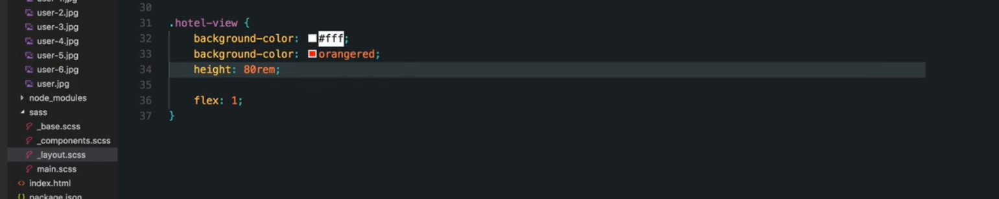 user-2.jpg
user-3.jpg
user-4.jpg
user-5.jpg
user-6.jpg
user.jpg
node_modules
sass
_base.scss
_components.scss
_layout.scss
main.scss
index.html
package.json
30
31 .hotel-view {
32 background-color: #fff;
33 background-color: orangered;
34 height: 80rem;
35
36 flex: 1;
37 }